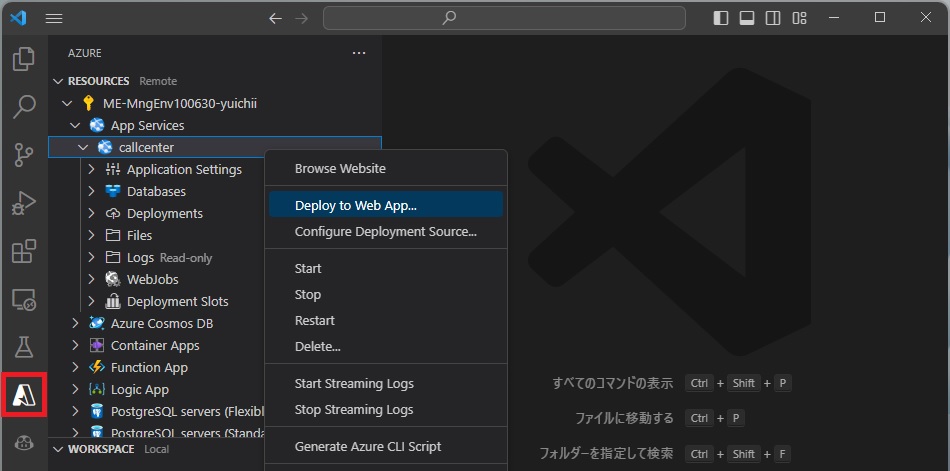 AZURE
RESOURCES Remote
ME-MngEnv100630-yuichii
App Services
callcenter
Application Settings
Databases
Deployments
Files
Logs Read-only
WebJobs
Deployment Slots
Azure Cosmos DB
Container Apps
Function App
Logic App
PostgreSQL servers (Flexibl
PostgreSQL servers (Standa
WORKSPACE Local
Browse Website
Deploy to Web App...
Configure Deployment Source...
Start
Stop
Restart
Delete...
Start Streaming Logs
Stop Streaming Logs
Generate Azure CLI Script
すべてのコマンドの表示 Ctrl + Shift + P
ファイルに移動する Ctrl + P
フォルダーを指定して検索 Ctrl + Shift + F